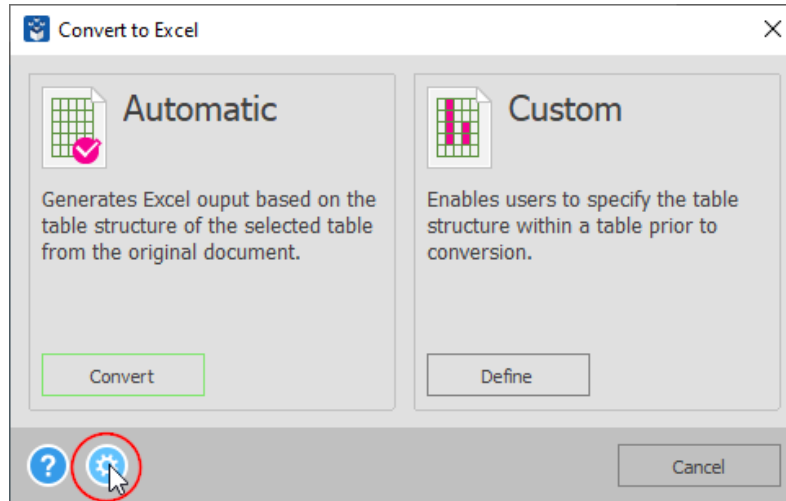 Convert to Excel
Automatic
Generates Excel ouput based on the
table structure of the selected table
from the original document.
Convert
Custom
Enables users to specify the table
structure within a table prior to
conversion.
Define
?
Cancel